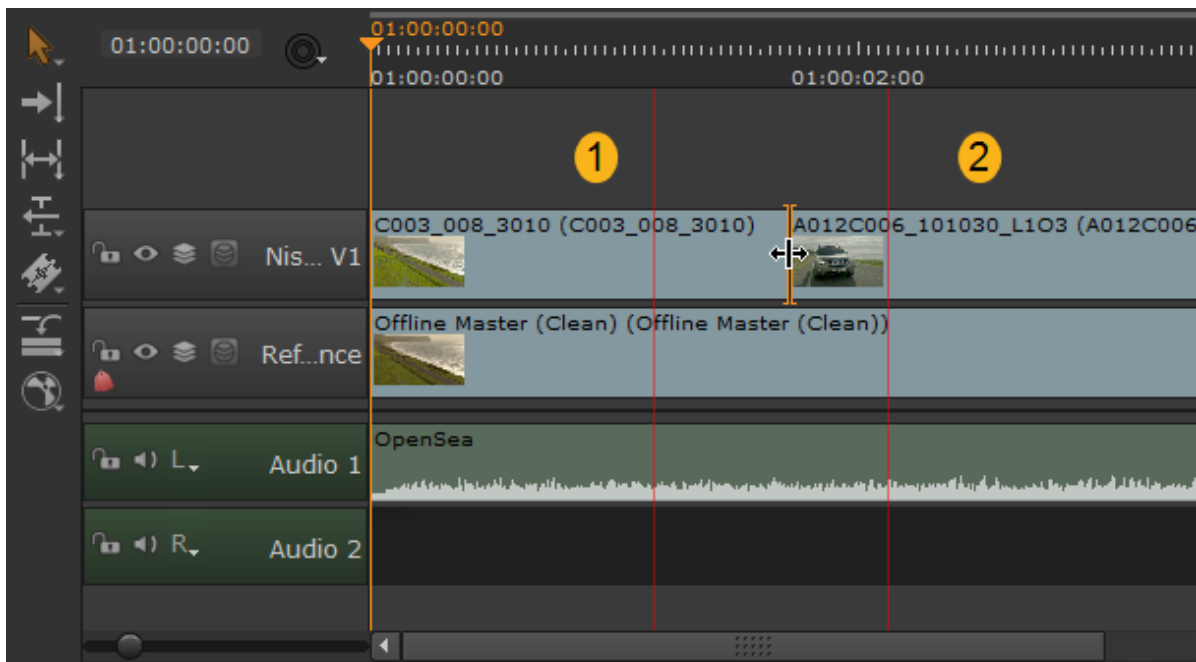 01:00:00:00
01:00:00:00
01:00:00:00 01:00:02:00
1 2
C003_008_3010 (C003_008_3010) A012C006_101030_L1O3 (A012C006
Nis... V1
Offline Master (Clean) (Offline Master (Clean))
Ref...nce
OpenSea
L Audio 1
R Audio 2